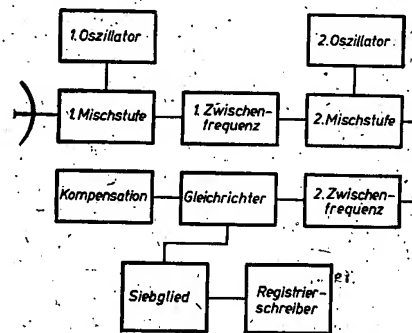 1. Oszillator
2. Oszillator
1. Mischstufe
1. Zwischen-
frequenz
2. Mischstufe
Kompensation
Gleichrichter
2. Zwischen-
frequenz
Siebglied
Registrier-
schreiber